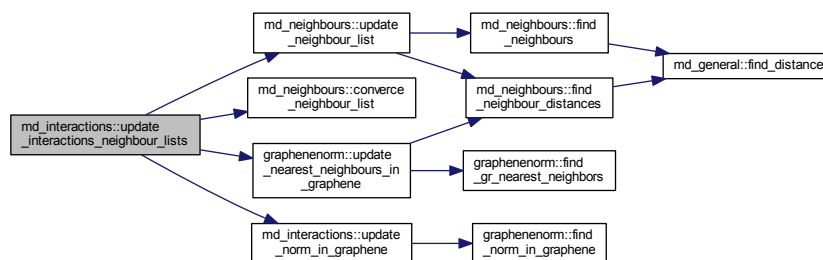 md_interactions::update
_interactions_neighbour_lists
md_neighbours::update
_neighbour_list
md_neighbours::converce
_neighbour_list
graphenenorm::update
_nearest_neighbours_in
_graphene
md_interactions::update
_norm_in_graphene
md_neighbours::find
_neighbours
md_neighbours::find
_neighbour_distances
graphenenorm::find
_gr_nearest_neighbors
graphenenorm::find
_norm_in_graphene
md_general::find_distance